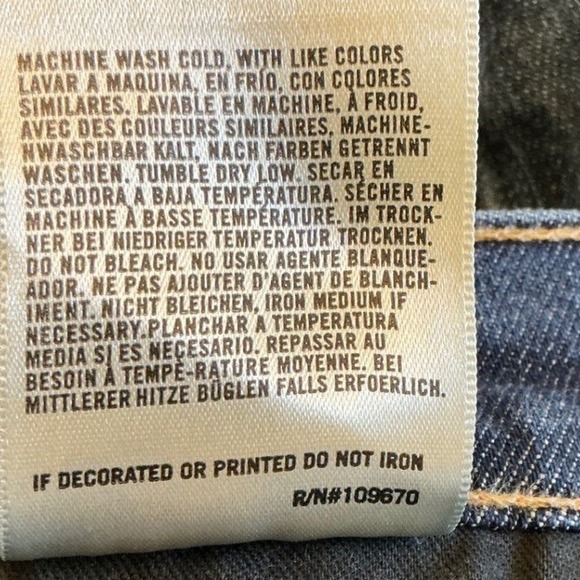 MACHINE WASH COLD, WITH LIKE COLORS
LAVAR A MAQUINA, EN FRÍO, CON COLORES
SIMILARES, LAVABLE EN MACHINE, À FROID,
AVEC DES COULEURS SIMILAIRES, MACHINE-
NWASCHBAR KALT, NACH FARBEN GETRENNT
WASCHEN. TUMBLE DRY LOW. SECAR EN
SECADORA A BAJA TEMPERATURA. SÉCHER EN
MACHINE À BASSE TEMPÉRATURE. IM TROCK-
NER BEI NIEDRIGER TEMPERATUR TROCKNEN.
DO NOT BLEACH. NO USAR AGENTE BLANQUE-
ADOR. NE PAS AJOUTER D'AGENT DE BLANCH-
IMENT. NICHT BLEICHEN, IRON MEDIUM IF
NECESSARY.PLANCHAR A TEMPERATURA
MEDIA SI ES NECESARIO. REPASSAR AU
BESOIN À TEMPÉ-RATURE MOYENNE. BEI
MITTLERER HITZE BÜGLEN FALLS ERFOERLICH.
IF DECORATED OR PRINTED DO NOT IRON
R/N#109670